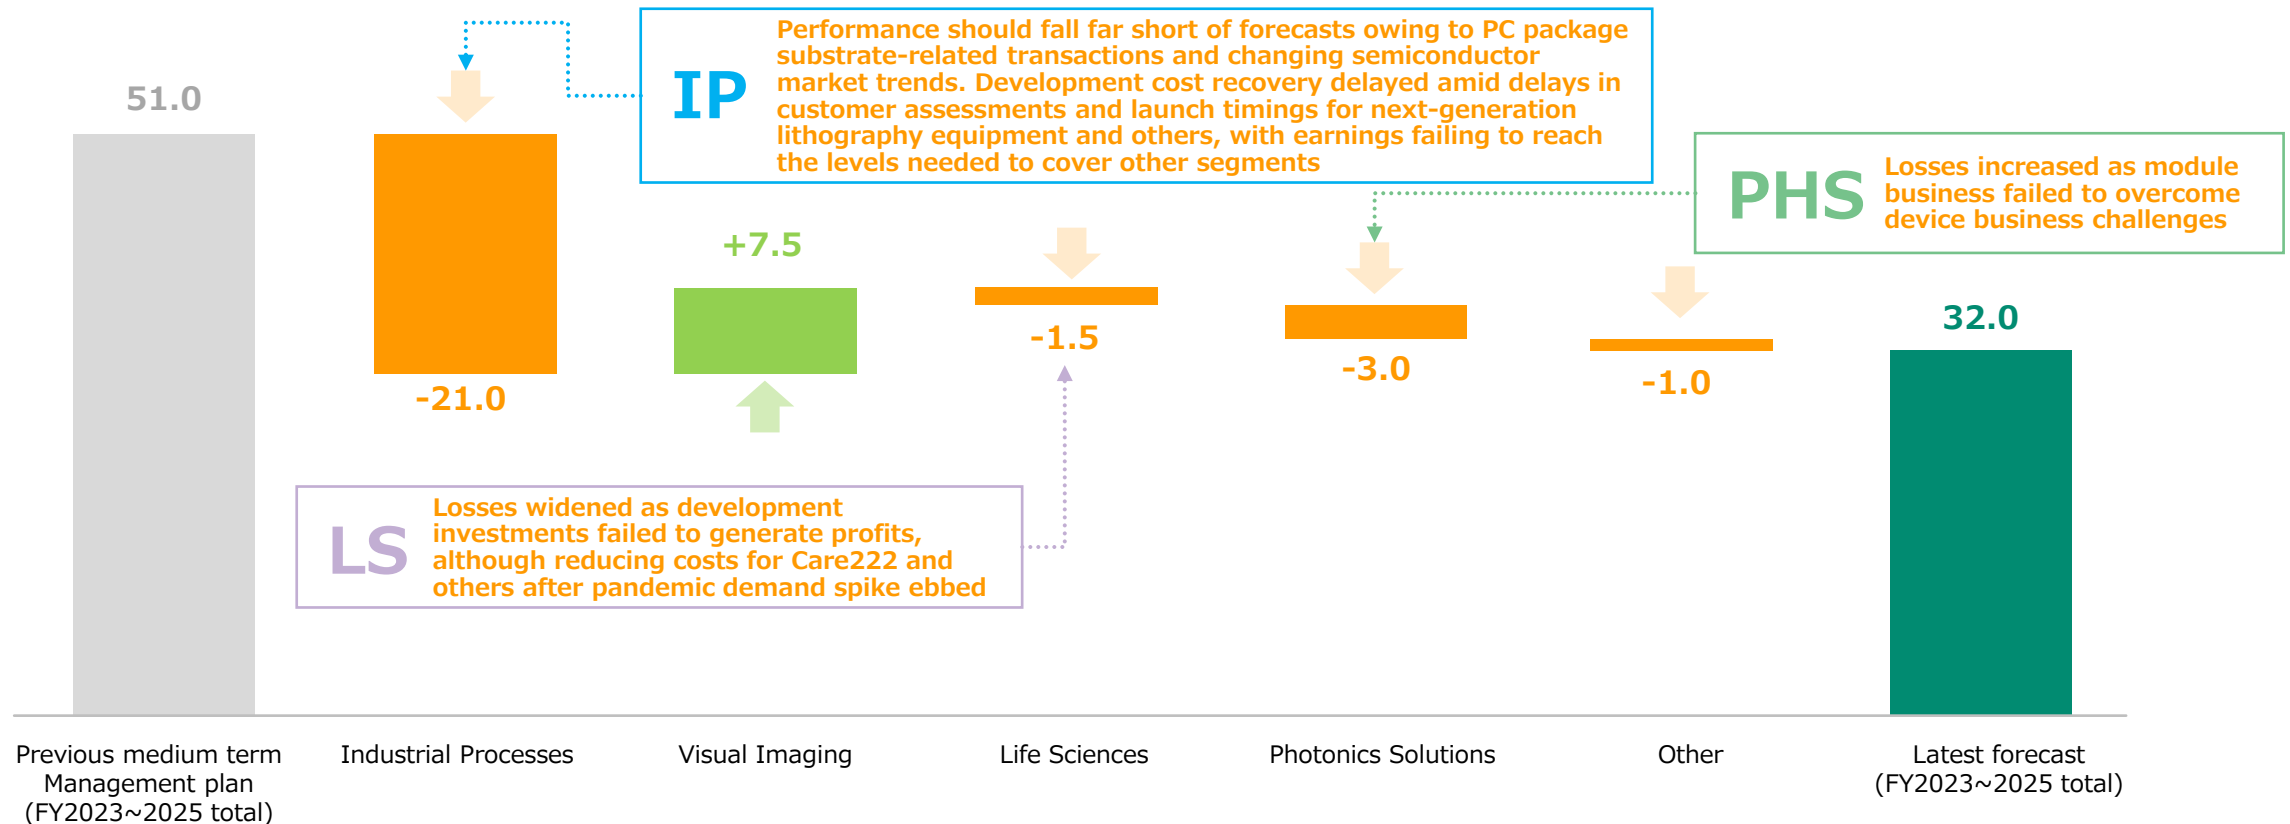 51.0
-21.0
+7.5
-1.5
-3.0
-1.0
32.0
IP
Performance should fall far short of forecasts owing to PC package
substrate-related transactions and changing semiconductor
market trends. Development cost recovery delayed amid delays in
customer assessments and launch timings for next-generation
lithography equipment and others, with earnings failing to reach
the levels needed to cover other segments
PHS
Losses increased as module
business failed to overcome
device business challenges
LS
Losses widened as development
investments failed to generate profits,
although reducing costs for Care222 and
others after pandemic demand spike ebbed
Previous medium term
Management plan
(FY2023~2025 total)
Industrial Processes
Visual Imaging
Life Sciences
Photonics Solutions
Other
Latest forecast
(FY2023~2025 total)